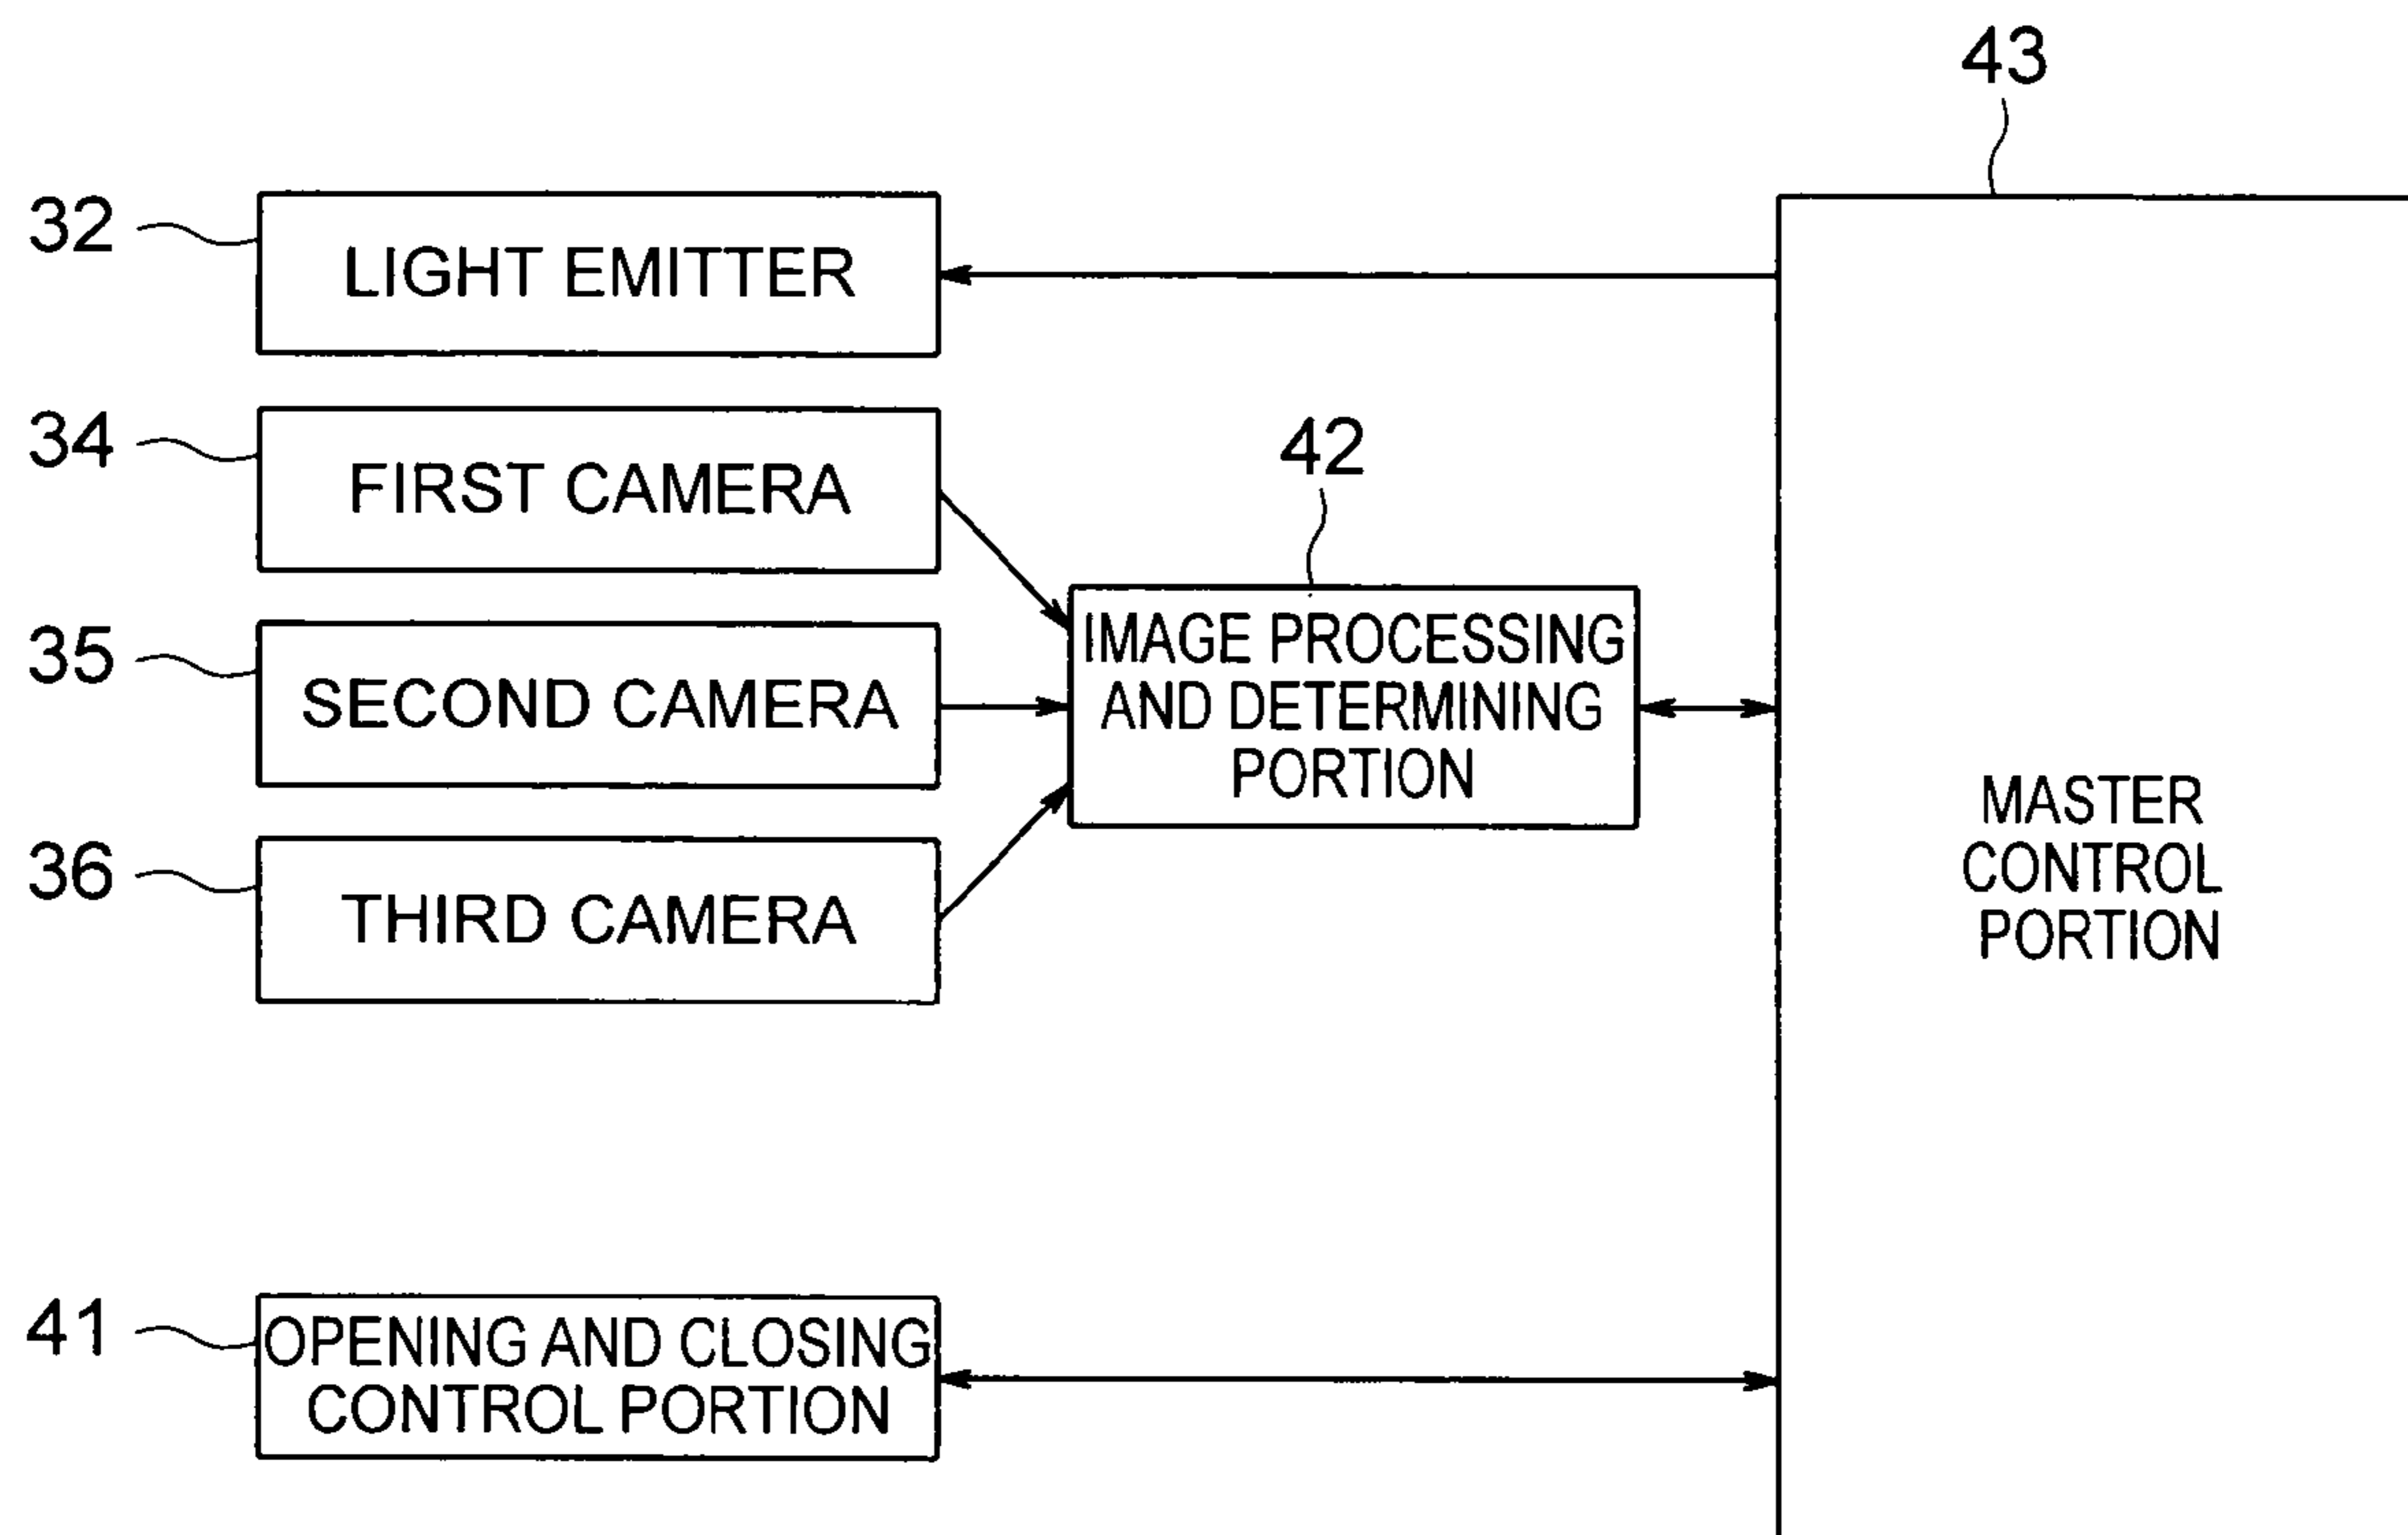 43
32
LIGHT EMITTER
34
FIRST CAMERA
42
35
SECOND CAMERA
IMAGE PROCESSING
AND DETERMINING
PORTION
36
THIRD CAMERA
MASTER
CONTROL
PORTION
41
OPENING AND CLOSING
CONTROL PORTION